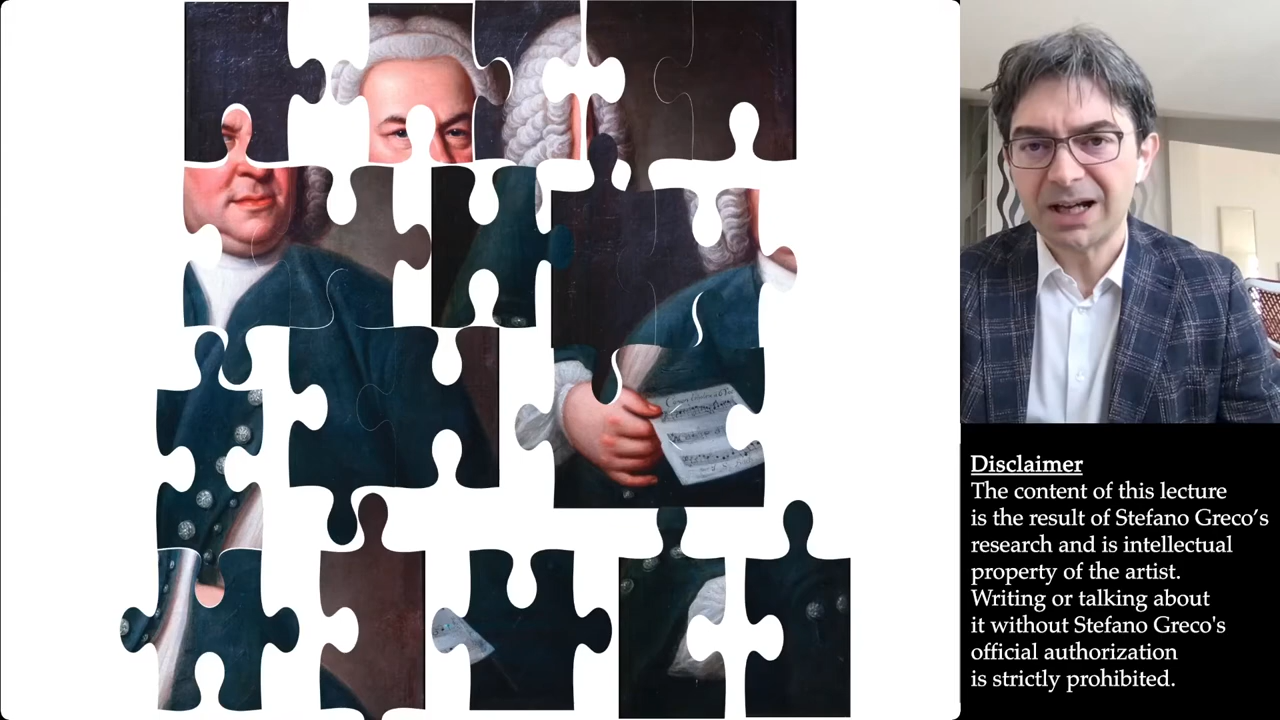 Disclaimer
The content of this lecture
is the result of Stefano Greco’s
research and is intellectual
property of the artist.
Writing or talking about
it without Stefano Greco's
official authorization
is strictly prohibited.